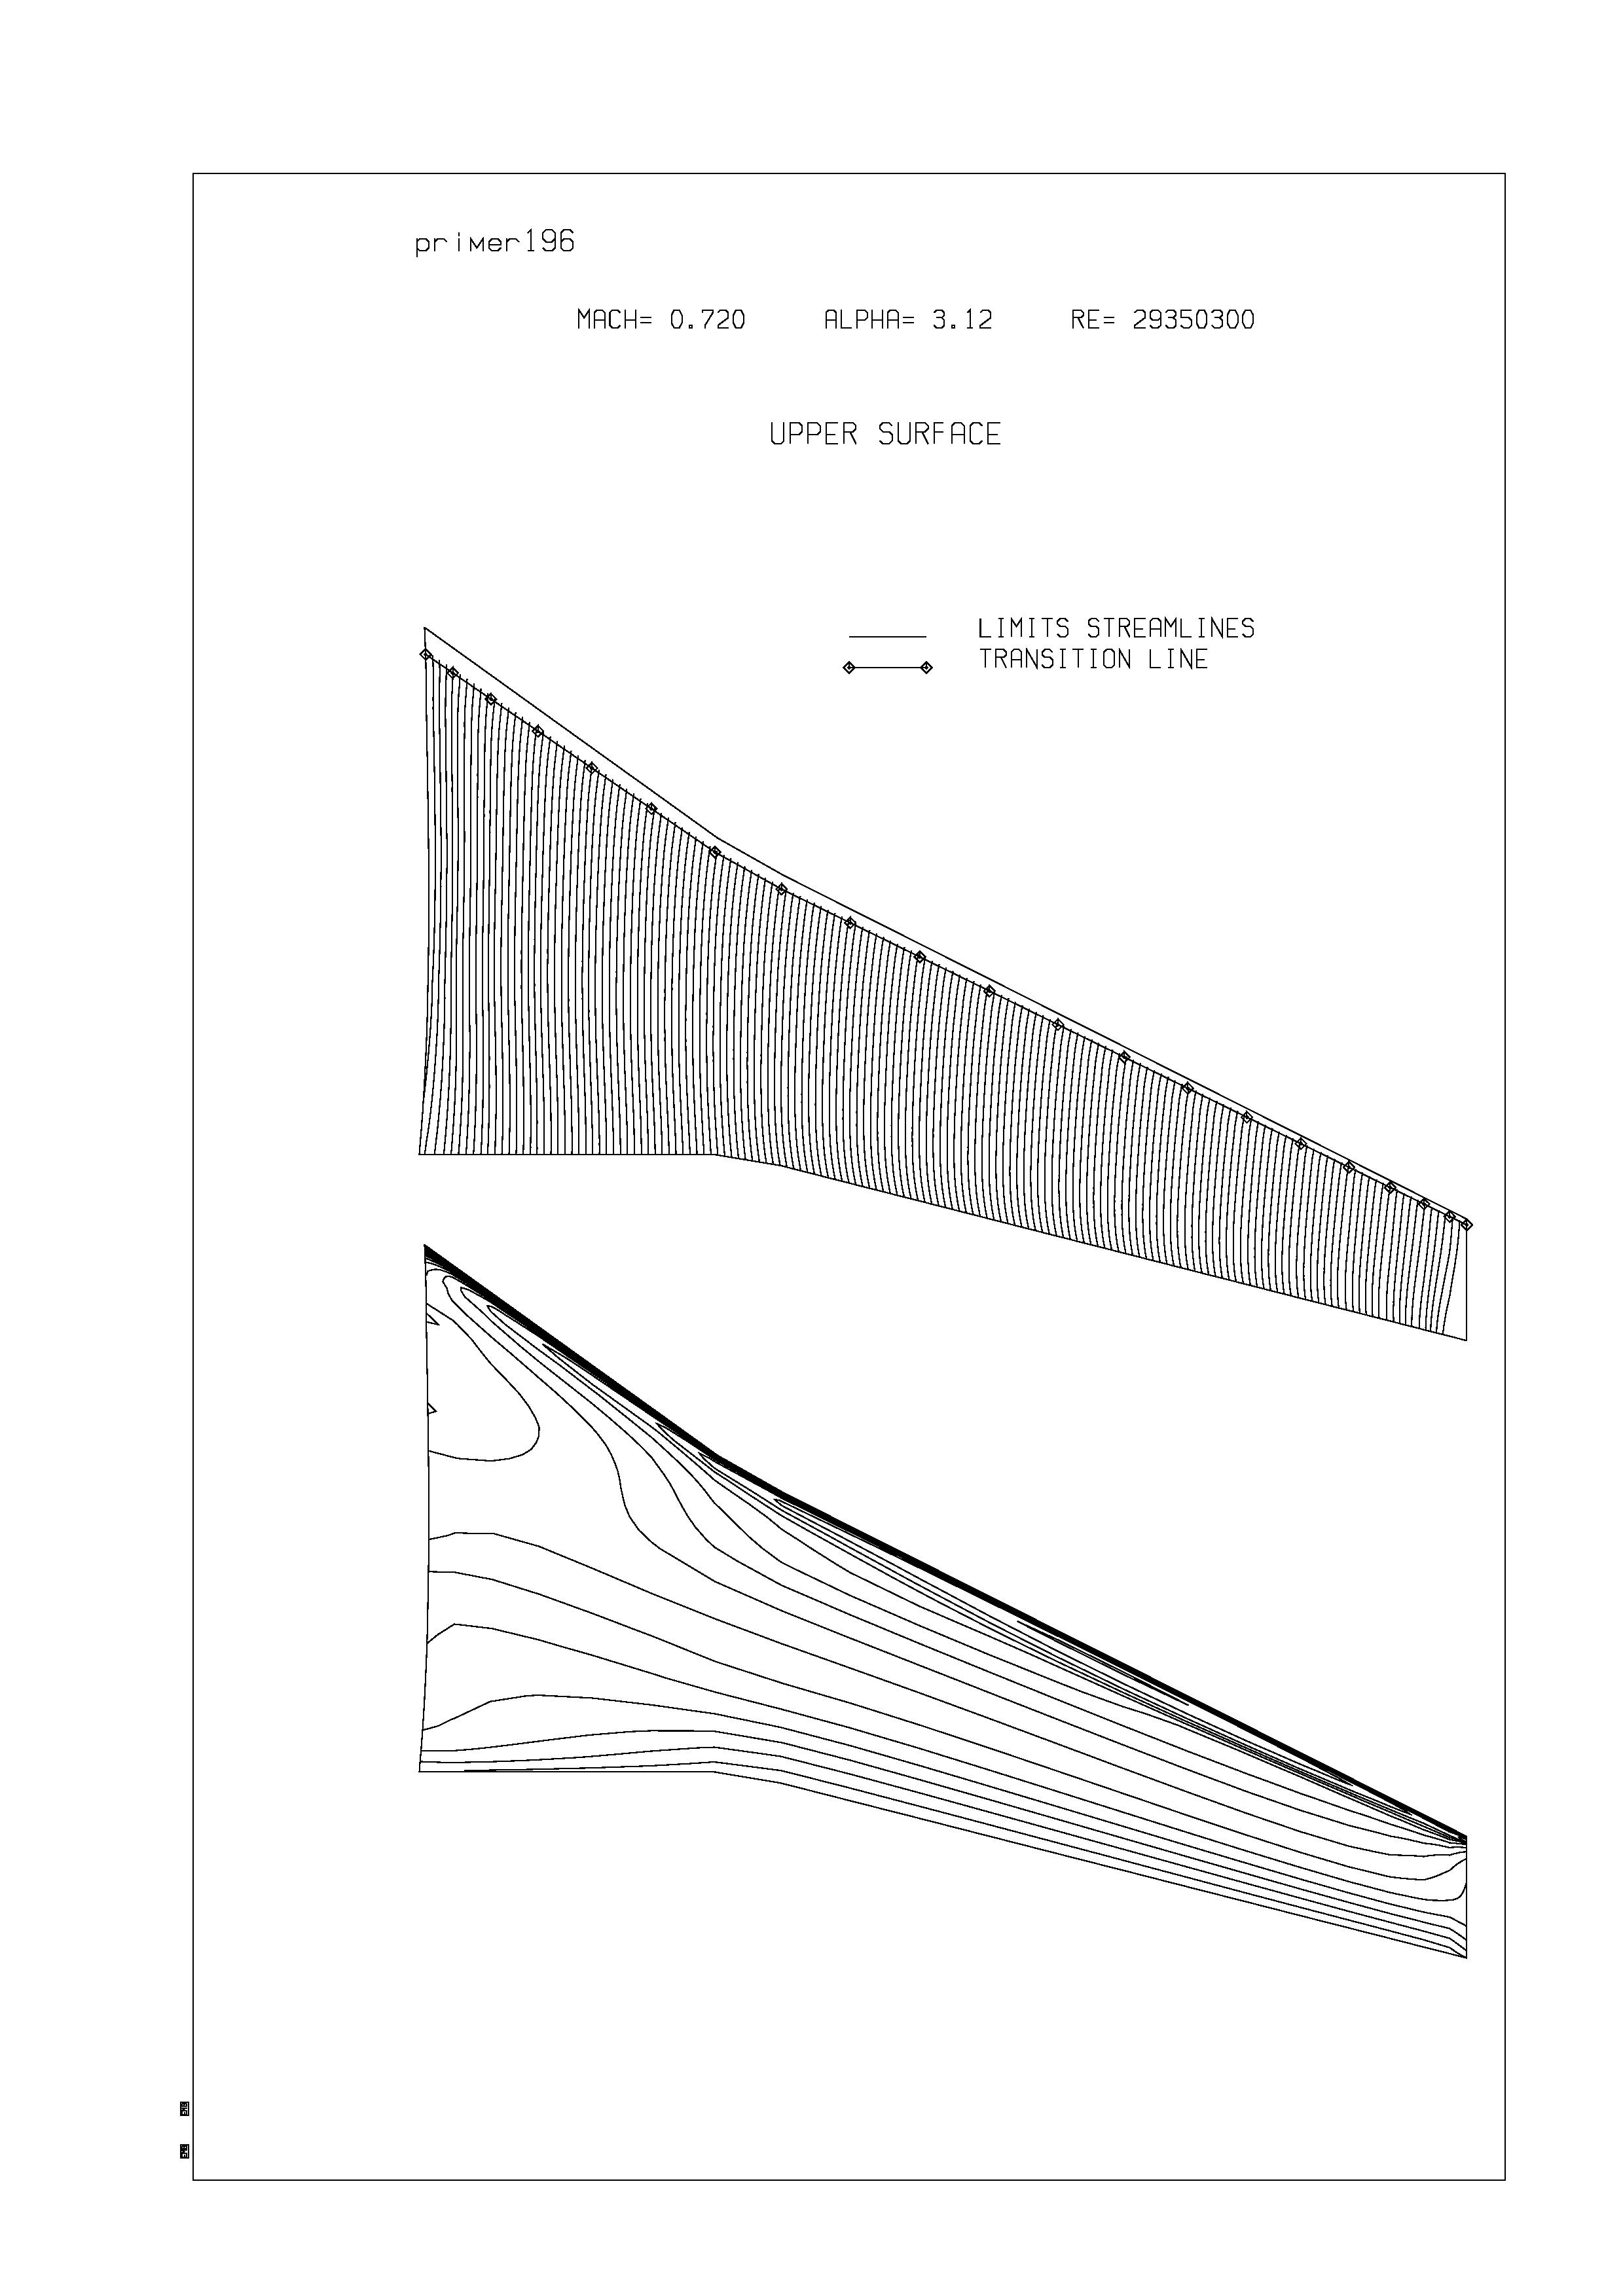 primer196
MACH= 0.720 ALPHA= 3.12 RE= 29350300
UPPER SURFACE
LIMITS STREAMLINES
TRANSITION LINE